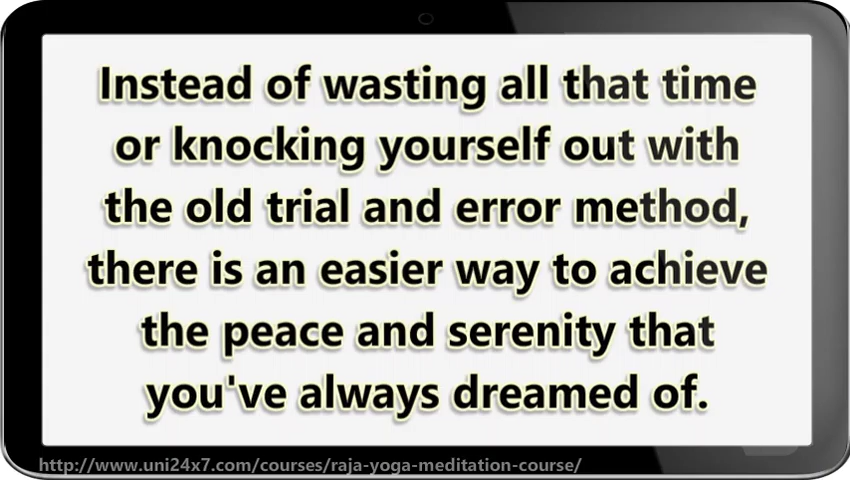 Instead of wasting all that time
or knocking yourself out with
the old trial and error method,
there is an easier way to achieve
the peace and serenity that
you've always dreamed of.
http://www.uni24x7.com/courses/raja-yoga-meditation-course/